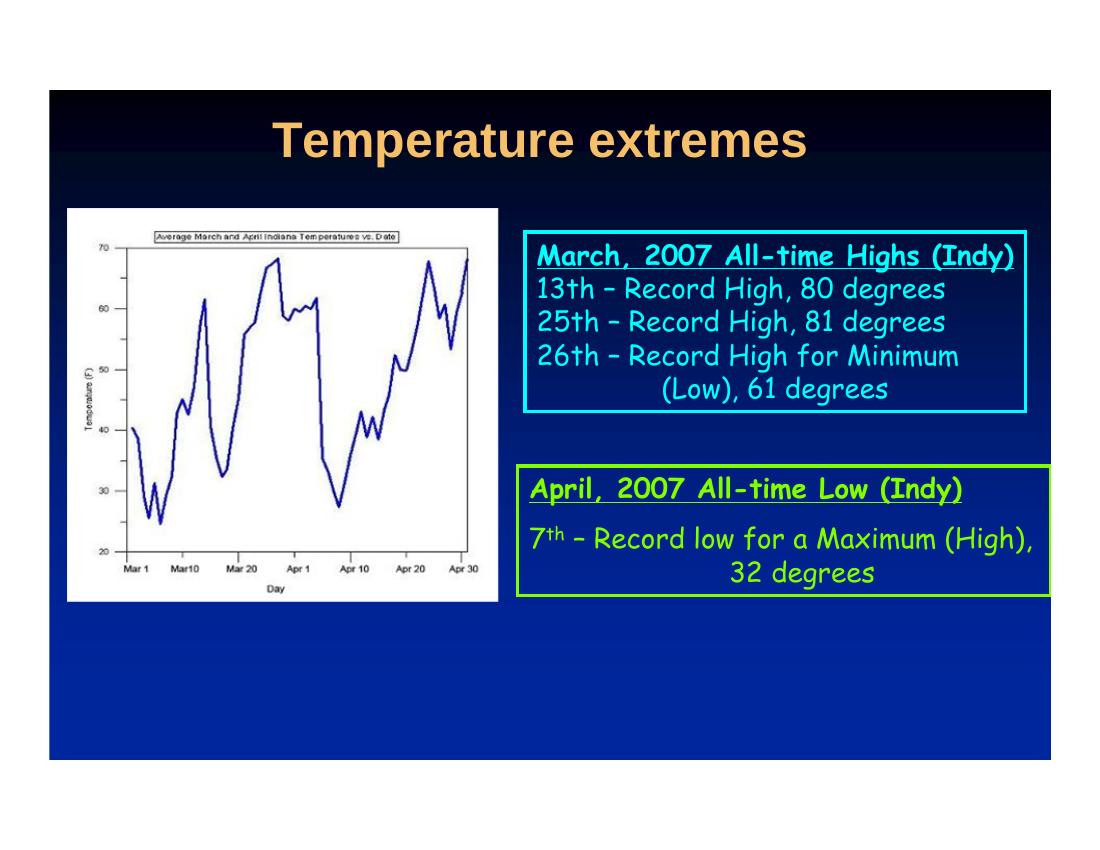 Temperature extremes
Average March and April Indiana Temperatures vs. Date
70
60
50
40
30
20
Temperature (F)
Mar 1 Mar10 Mar 20 Apr 1 Apr 10 Apr 20 Apr 30
Day
March, 2007 All-time Highs (Indy)
13th – Record High, 80 degrees
25th – Record High, 81 degrees
26th – Record High for Minimum
(Low), 61 degrees
April, 2007 All-time Low (Indy)
7th – Record low for a Maximum (High),
32 degrees